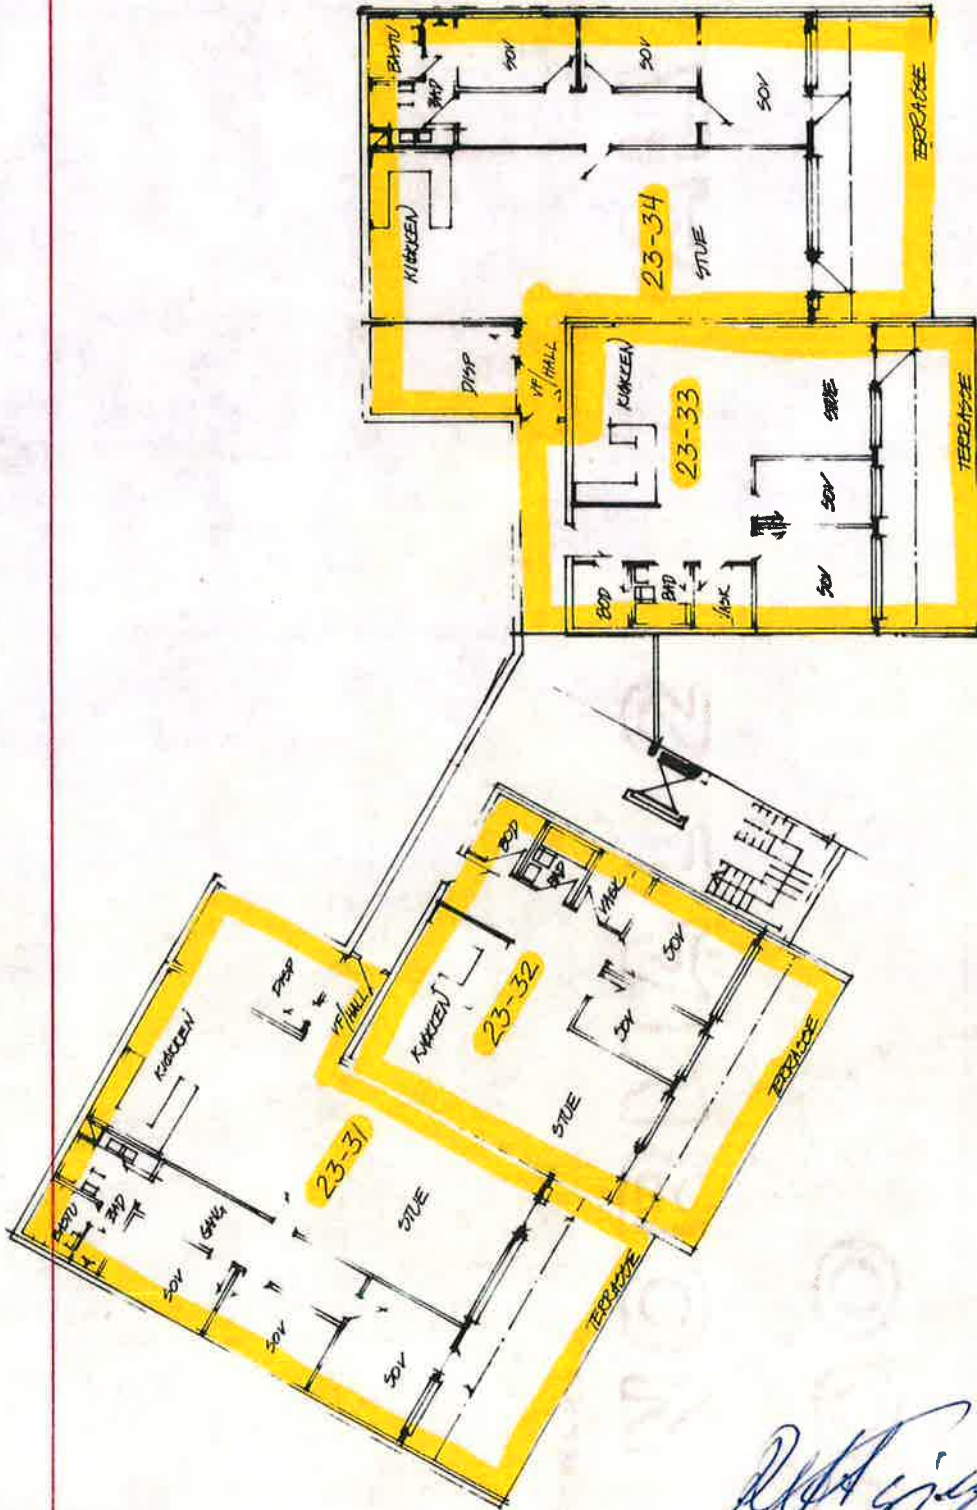 BASTU
BAD
SOV
SOV
SOV
TERRASSE
KJØKKEN
23-34
STUE
DISP
VF/HALL
KJØKKEN
23-33
STUE
SOV
SOV
BOD
BAD
VASK
TERRASSE
BOD
BAD
VASK
SOV
SOV
KJØKKEN
23-32
STUE
TERRASSE
DISP
VF/HALL
KJØKKEN
23-31
STUE
BASTU
BAD
GANG
SOV
SOV
SOV
TERRASSE